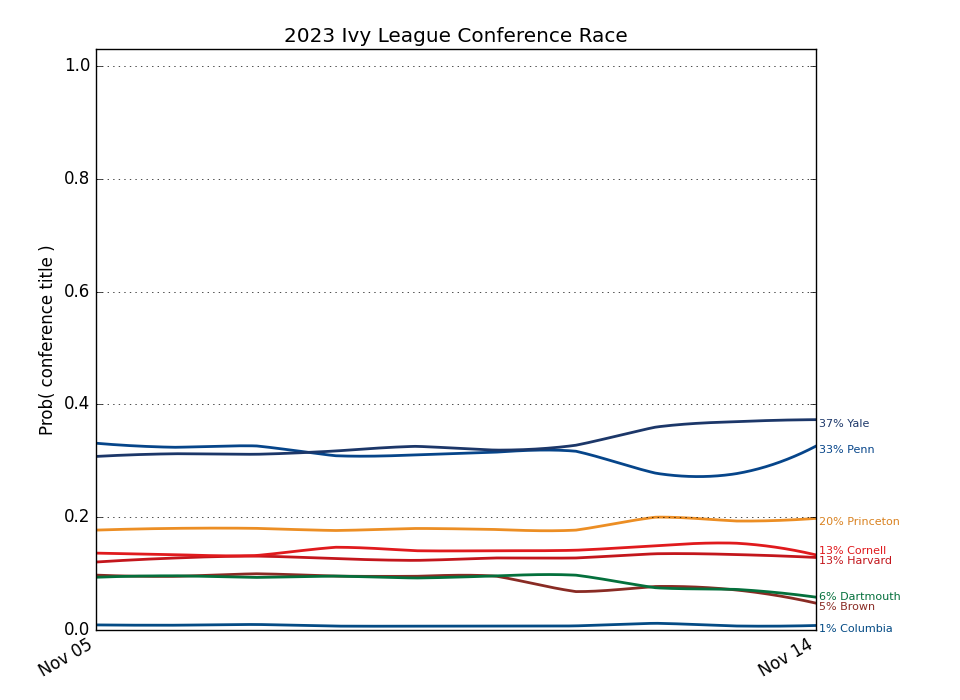 2023 Ivy League Conference Race
Prob( conference title )
1.0
0.8
0.6
0.4
0.2
0.0
Nov 05
Nov 14
37% Yale
33% Penn
20% Princeton
13% Cornell
13% Harvard
6% Dartmouth
5% Brown
1% Columbia